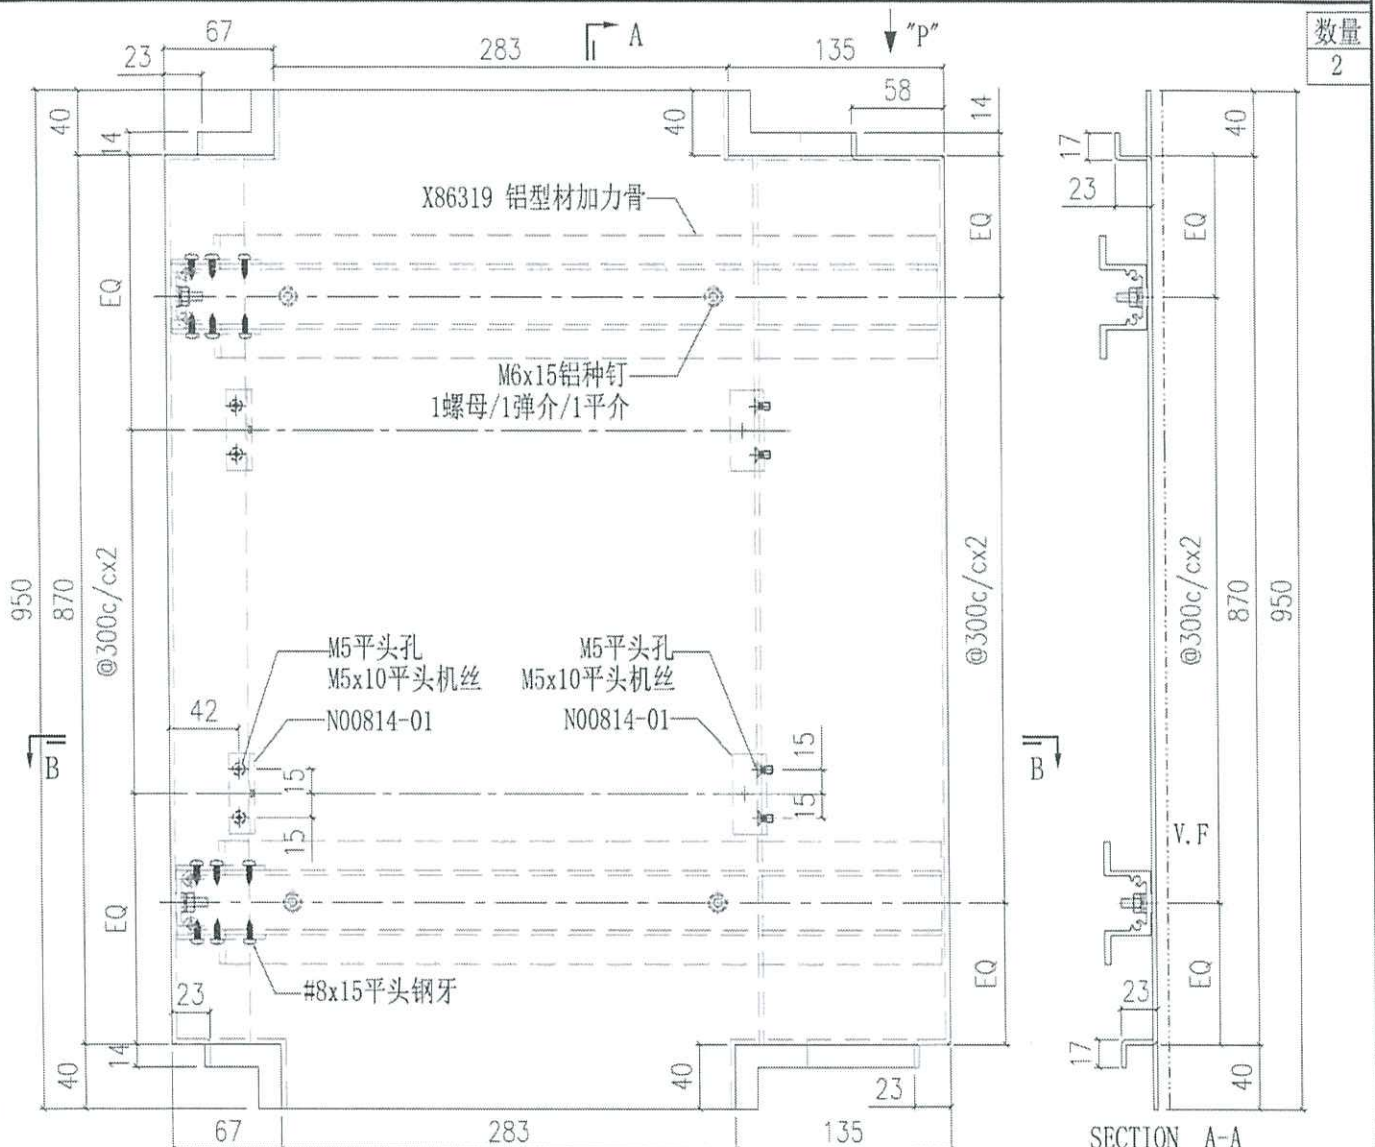 67
23
283
A
135
"P"
数量
2
58
40
14
40
14
40
17
23
X86319 铝型材加力骨
EQ
EQ
EQ
M6x15铝种钉
1螺母/1弹介/1平介
950
870
@300c/cx2
@300c/cx2
@300c/cx2
870
950
M5平头孔
M5x10平头机丝
N00814-01
M5平头孔
M5x10平头机丝
N00814-01
42
15
15
15
15
B
B
V.F
EQ
EQ
EQ
#8x15平头钢牙
23
23
14
40
40
23
17
40
67
283
135
SECTION A-A